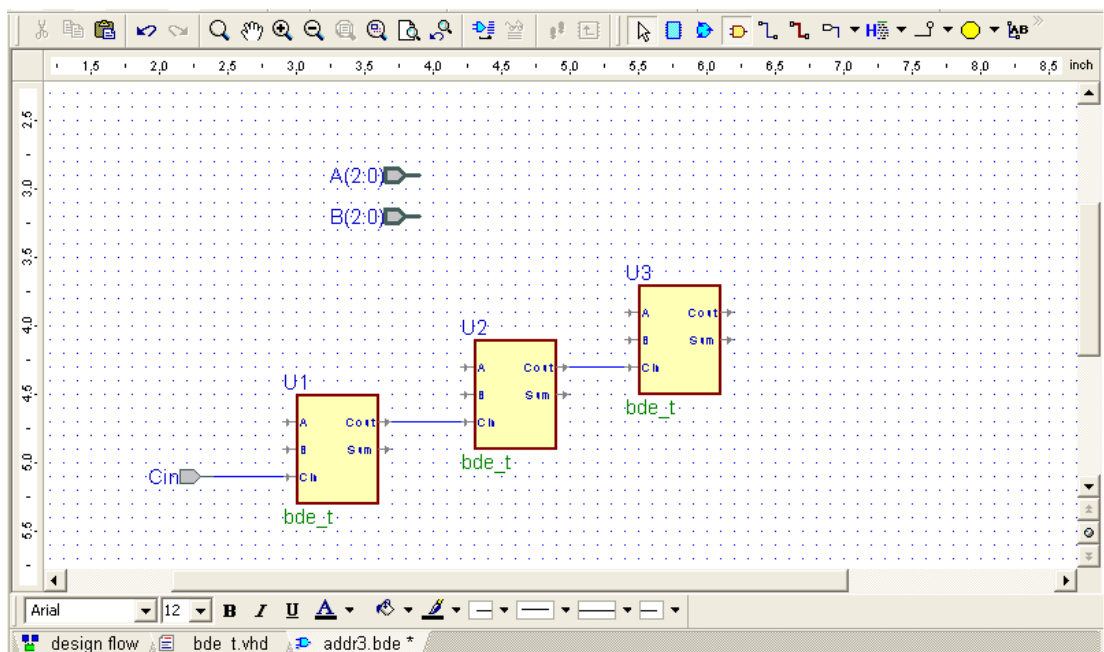 H AB
1,5 2,0 2,5 3,0 3,5 4,0 4,5 5,0 5,5 6,0 6,5 7,0 7,5 8,0 8,5 inch
2,5
3,0
3,5
4,0
4,5
5,0
5,5
A(2:0)
B(2:0)
U3
A Cout
B Sum
Cin
bde_t
U2
A Cout
B Sum
Cin
bde_t
U1
A Cout
B Sum
Cin Cin
bde_t
Arial 12 B I U A
design flow bde_t.vhd addr3.bde *